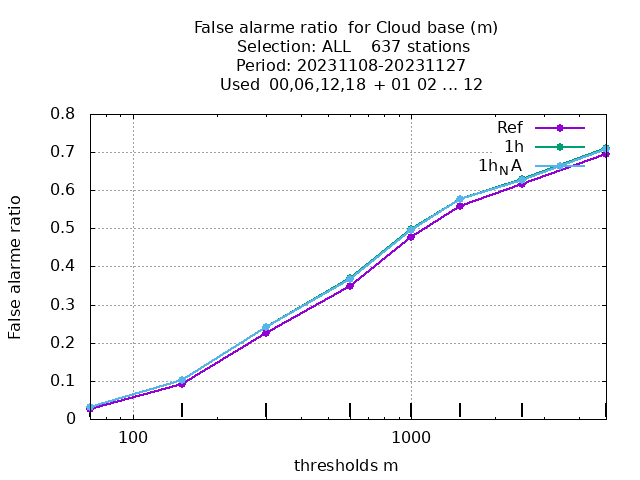 False alarme ratio for Cloud base (m)
Selection: ALL 637 stations
Period: 20231108-20231127
Used 00,06,12,18 + 01 02 ... 12
False alarme ratio
0.8
0.7
0.6
0.5
0.4
0.3
0.2
0.1
0
Ref
1h
1hNA
100 1000
thresholds m